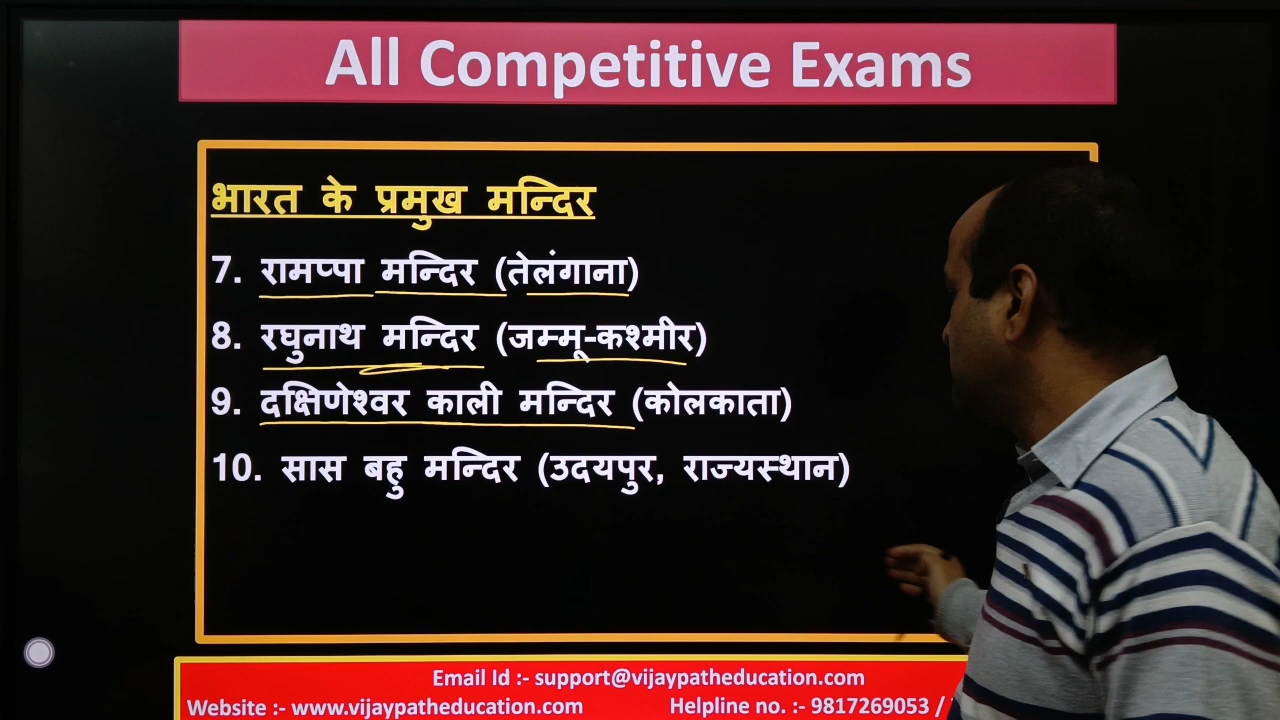 All Competitive Exams
भारत के प्रमुख मन्दिर
7. रामप्पा मन्दिर (तेलंगाना)
8. रघुनाथ मन्दिर (जम्मू-कश्मीर)
9. दक्षिणेश्वर काली मन्दिर (कोलकाता)
10. सास बहु मन्दिर (उदयपुर, राज्यस्थान)
Email Id :- support@vijaypatheducation.com
Website :- www.vijaypatheducation.com Helpline no. :- 9817269053 /